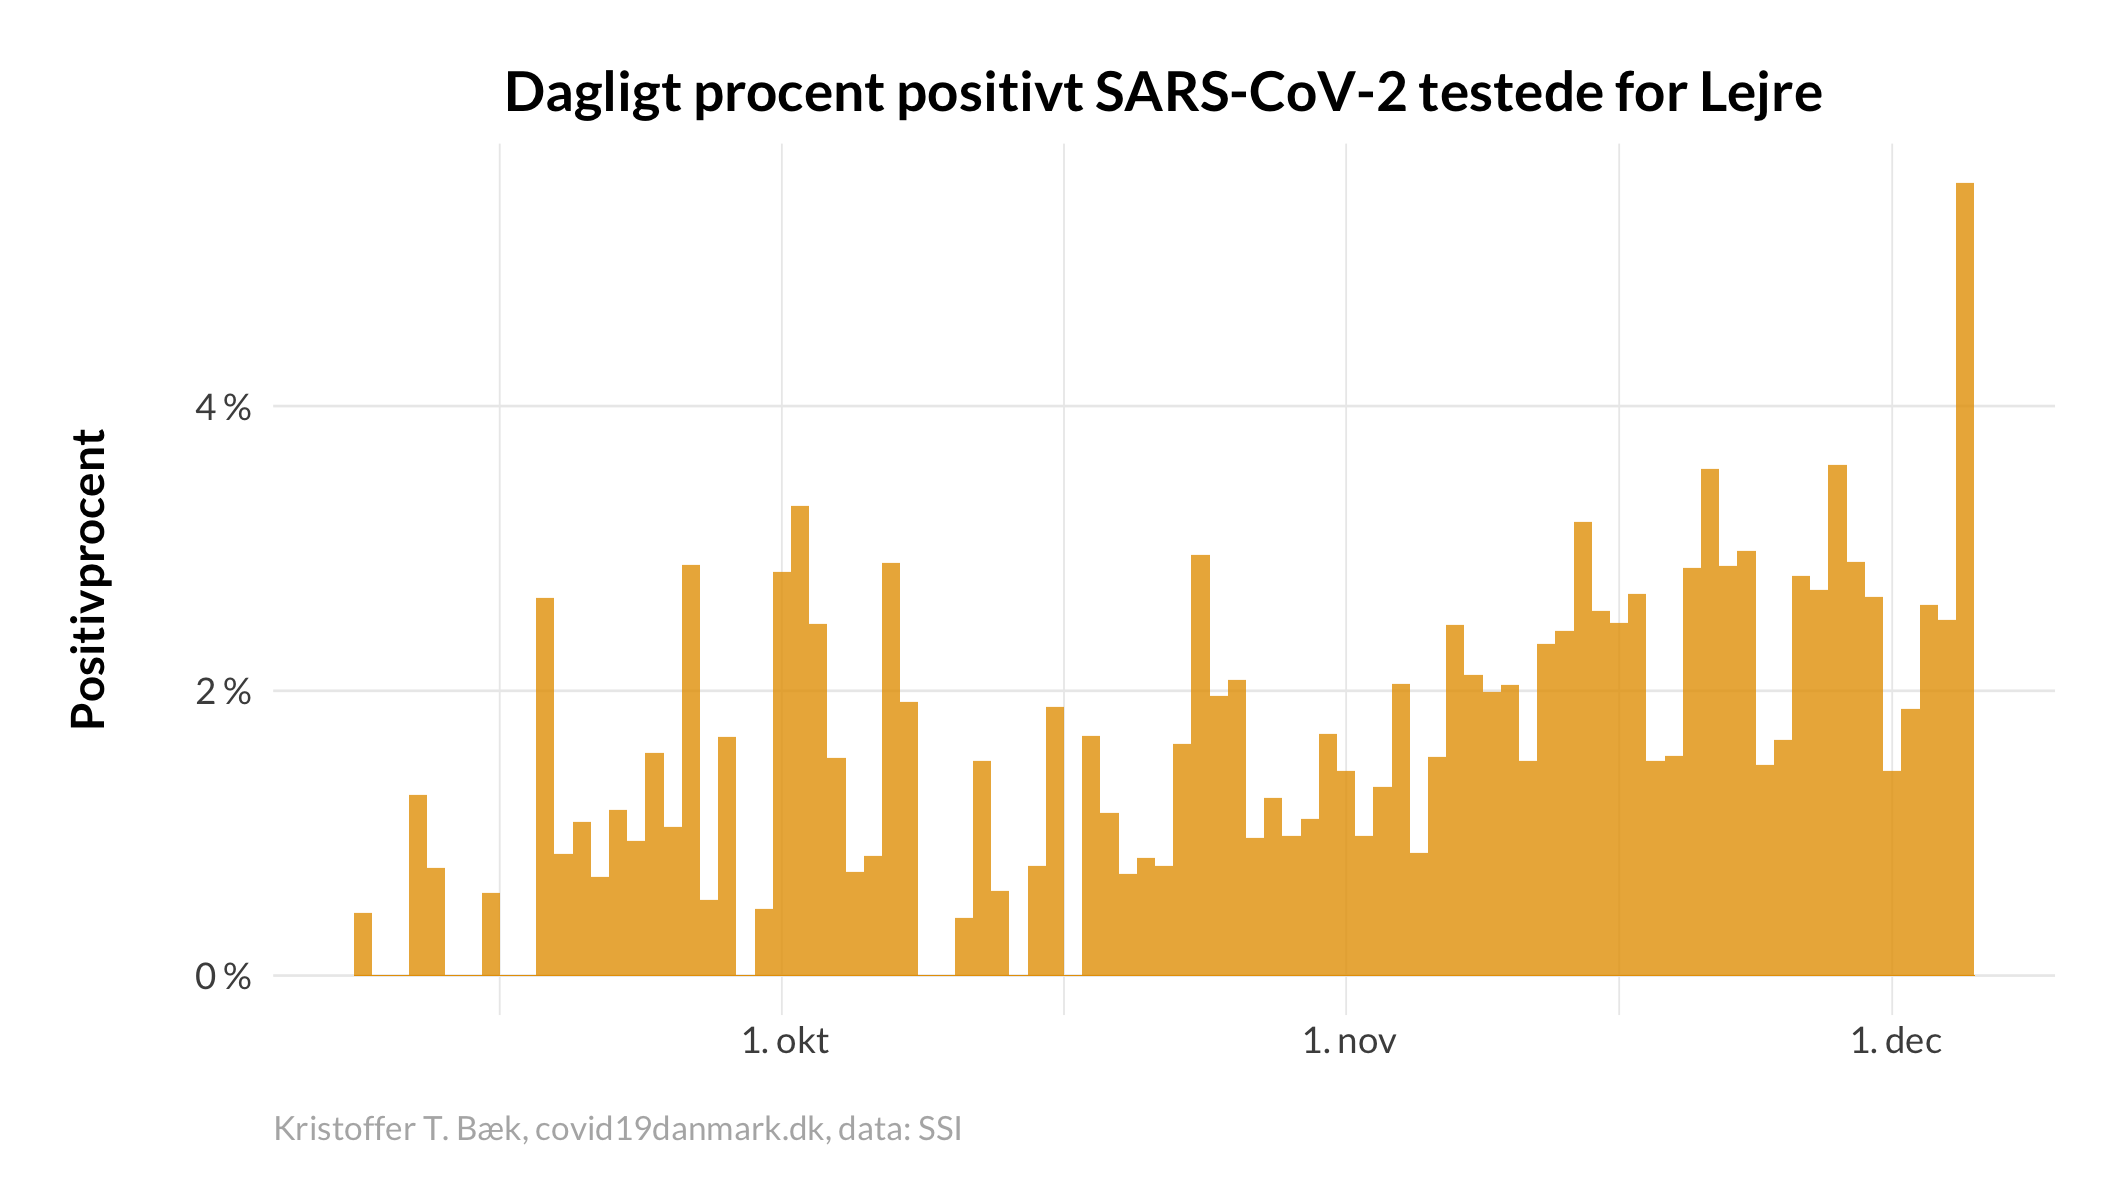 Dagligt procent positivt SARS-CoV-2 testede for Lejre
Positivprocent
4 %
2 %
0 %
1. okt
1. nov
1. dec
Kristoffer T. Bæk, covid19danmark.dk, data: SSI